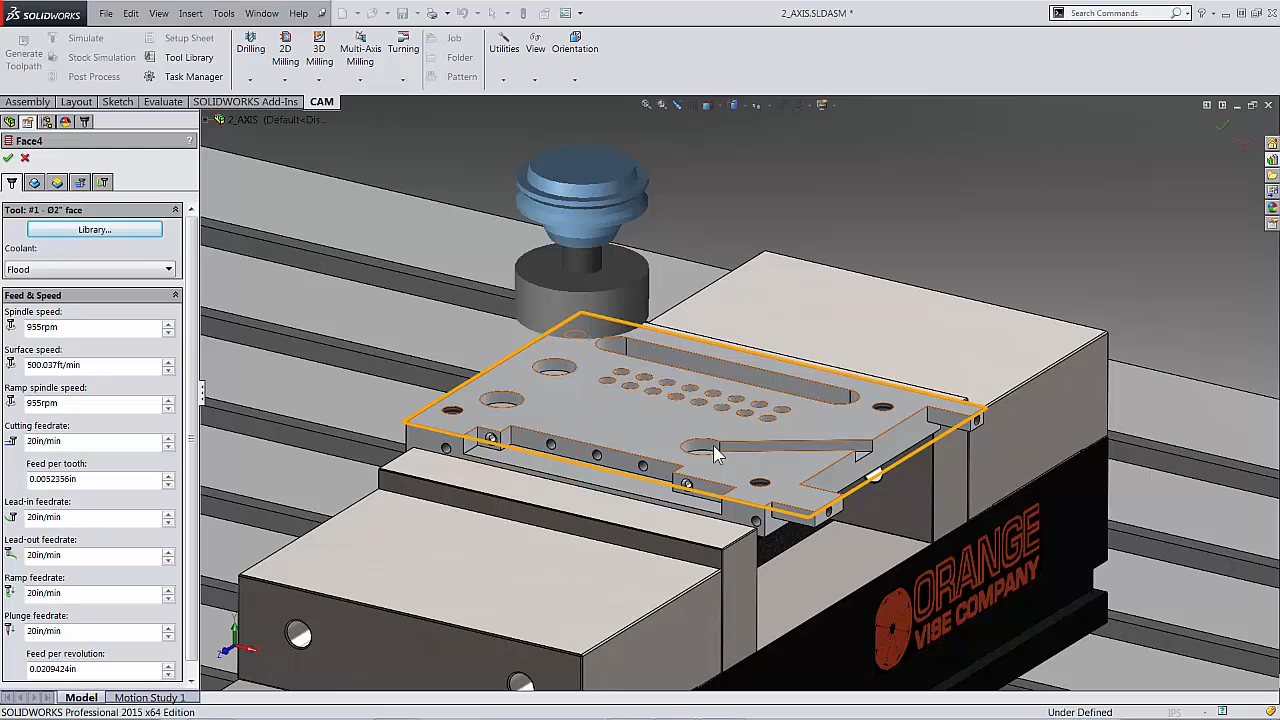 SOLIDWORKS
File Edit View Insert Tools Window Help
2_AXIS.SLDASM *
Search Commands
Generate Toolpath
Simulate
Stock Simulation
Post Process
Setup Sheet
Tool Library
Task Manager
Drilling
2D Milling
3D Milling
Multi-Axis Milling
Turning
Job
Folder
Pattern
Utilities
View
Orientation
Assembly Layout Sketch Evaluate SOLIDWORKS Add-Ins CAM
2_AXIS (Default<Dis...
Face4
Tool: #1 - Ø2" face
Library...
Coolant:
Flood
Feed & Speed
Spindle speed:
955rpm
Surface speed:
500.037ft/min
Ramp spindle speed:
955rpm
Cutting feedrate:
20in/min
Feed per tooth:
0.0052356in
Lead-in feedrate:
20in/min
Lead-out feedrate:
20in/min
Ramp feedrate:
20in/min
Plunge feedrate:
20in/min
Feed per revolution:
0.0209424in
ORANGE
VISE COMPANY
Model Motion Study 1
SOLIDWORKS Professional 2015 x64 Edition
Under Defined
IPS